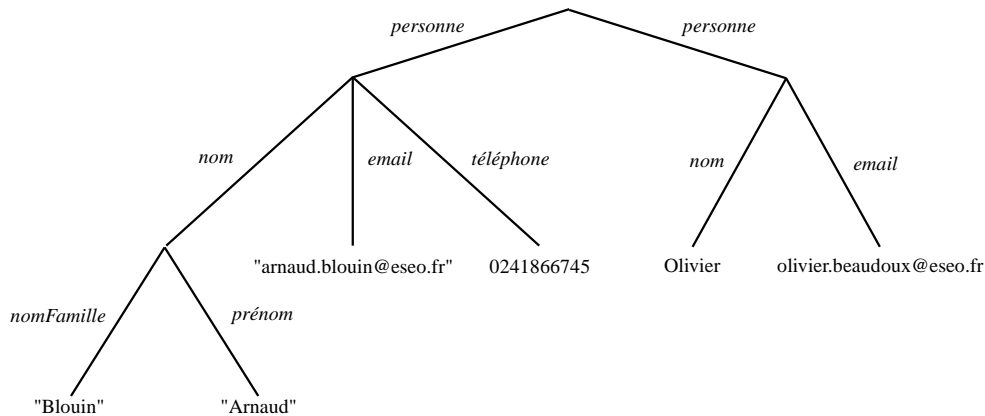 personne personne
nom email téléphone nom email
"arnaud.blouin@eseo.fr" 0241866745 Olivier olivier.beaudoux@eseo.fr
nomFamille prénom
"Blouin" "Arnaud"